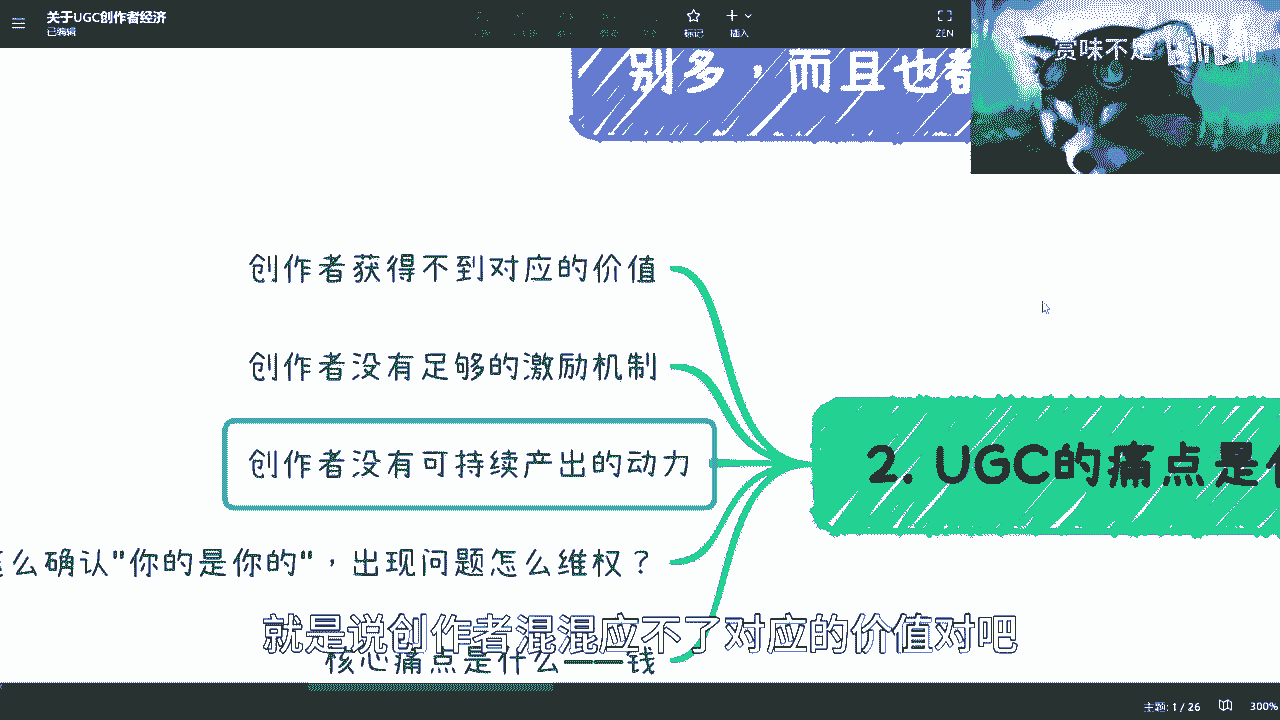 关于UGC创作者经济
已编辑
标记
插入
ZEN
赏味不足
别多，而且也都
创作者获得不到对应的价值
创作者没有足够的激励机制
创作者没有可持续产出的动力
2. UGC的痛点是什
怎么确认"你的是你的"，出现问题怎么维权？
就是说创作者混混应不了对应的价值对吧
核心痛点是什么——钱
主题: 1 / 26
300%